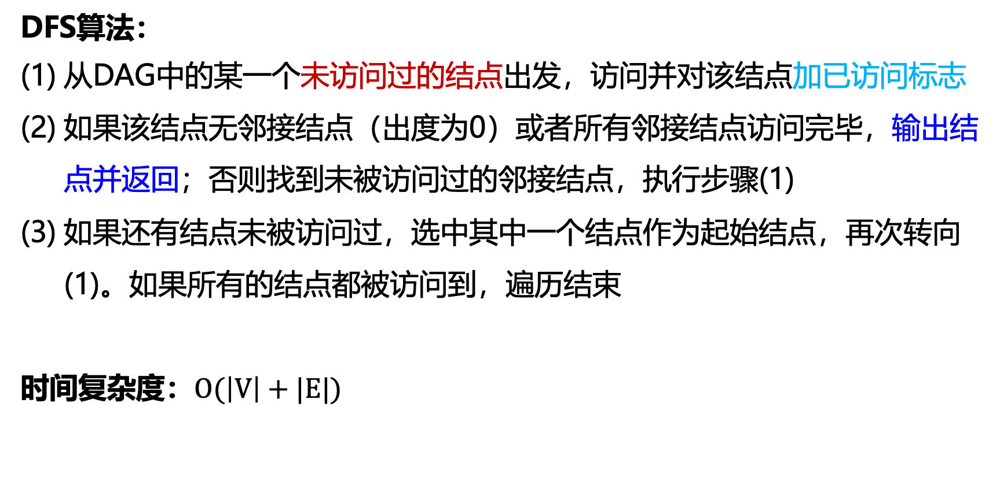 DFS算法：
(1) 从DAG中的某一个未访问过的结点出发，访问并对该结点加已访问标志
(2) 如果该结点无邻接结点（出度为0）或者所有邻接结点访问完毕，输出结
点并返回；否则找到未被访问过的邻接结点，执行步骤(1)
(3) 如果还有结点未被访问过，选中其中一个结点作为起始结点，再次转向
(1)。如果所有的结点都被访问到，遍历结束
时间复杂度：O(|V| + |E|)